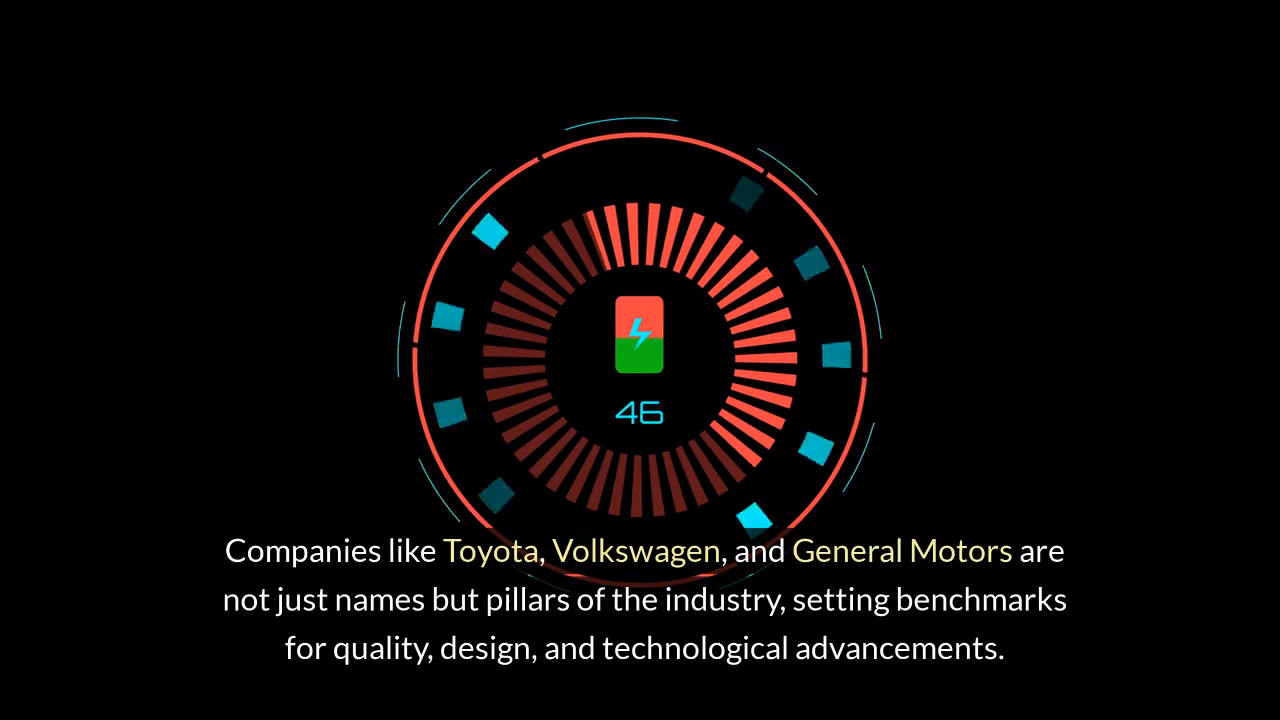 46
Companies like Toyota, Volkswagen, and General Motors are
not just names but pillars of the industry, setting benchmarks
for quality, design, and technological advancements.